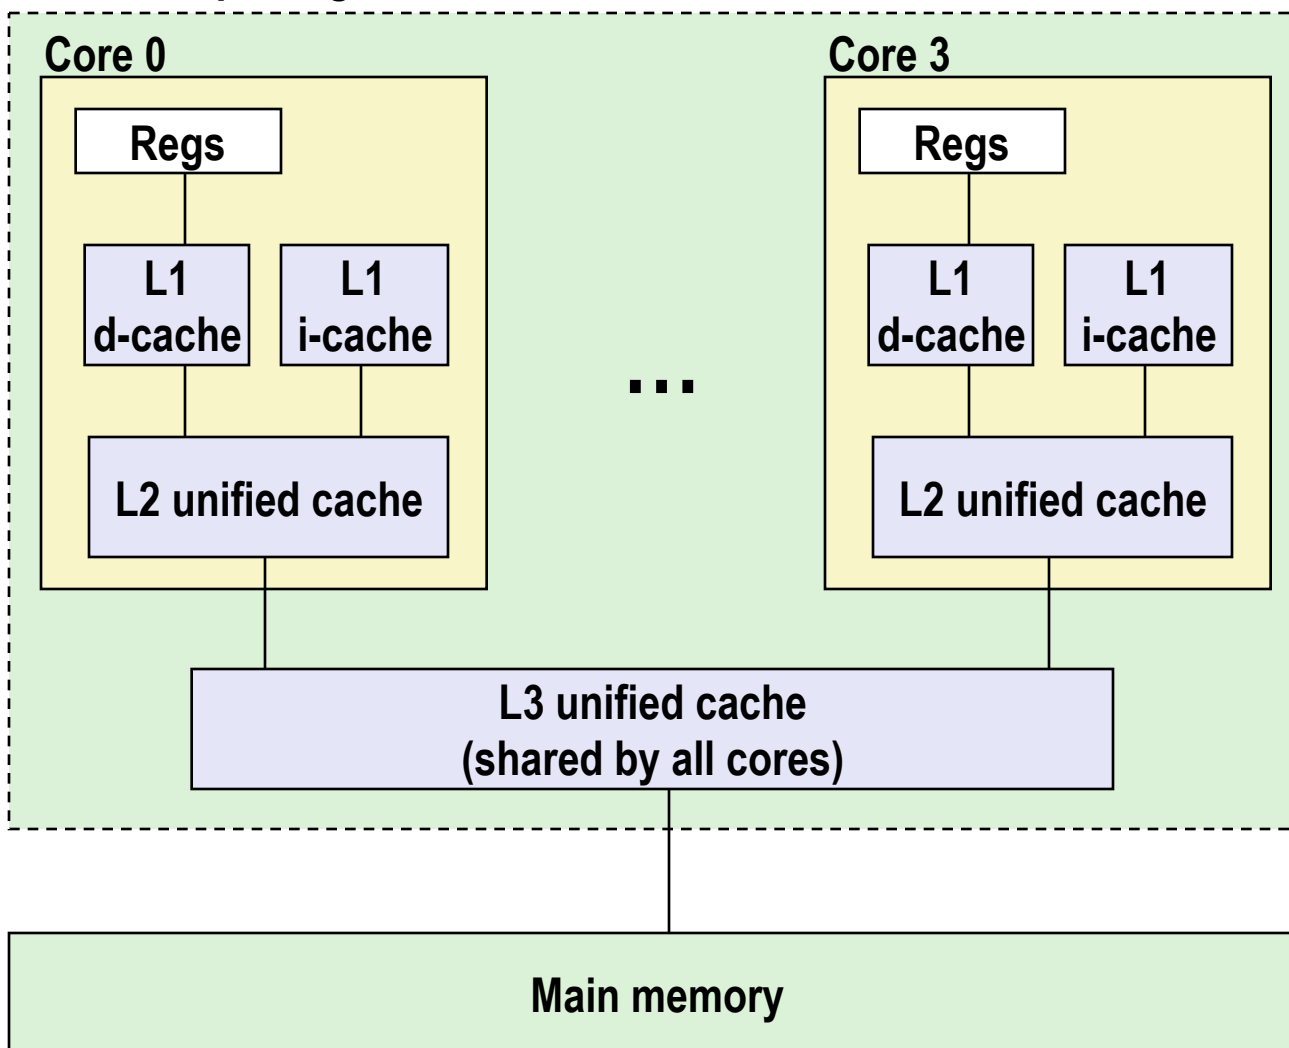 Core 0
Core 3
Regs
Regs
L1
d-cache
L1
i-cache
L1
d-cache
L1
i-cache
...
L2 unified cache
L2 unified cache
L3 unified cache
(shared by all cores)
Main memory